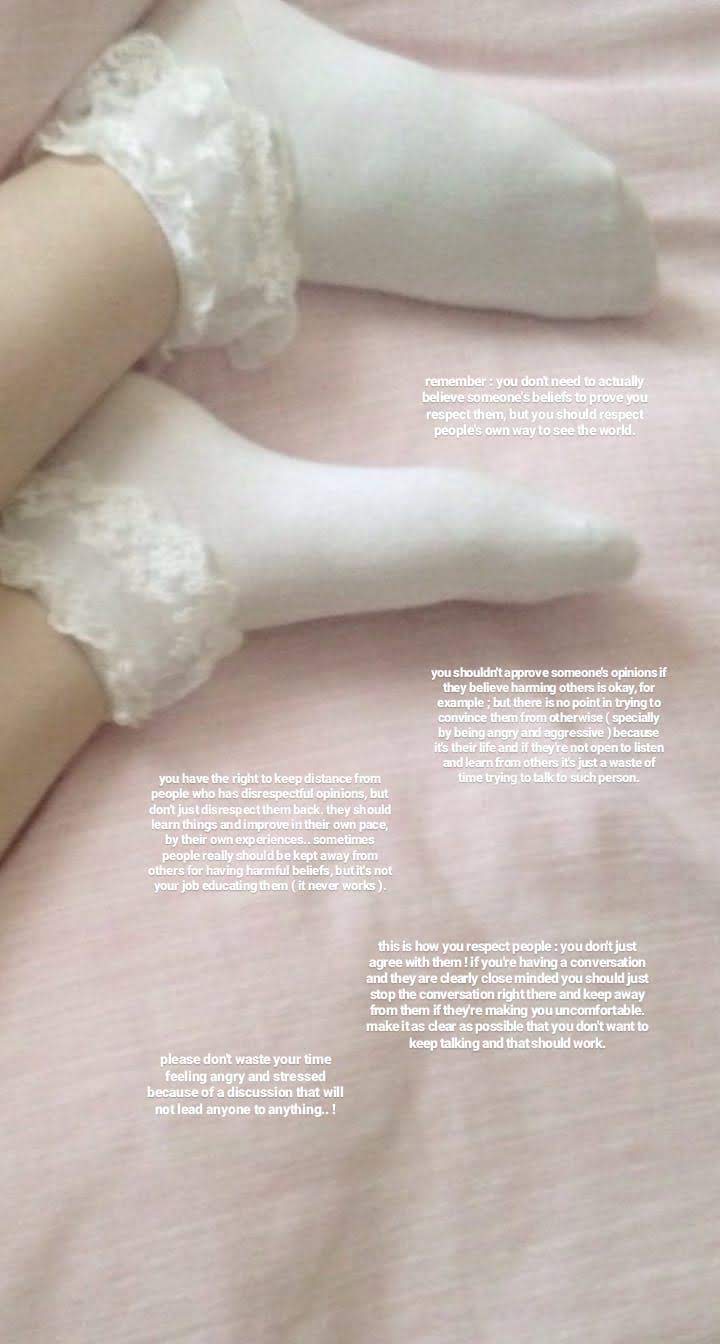 remember : you don't need to actually
believe someone's beliefs to prove you
respect them, but you should respect
people's own way to see the world.
you shouldn't approve someone's opinions if
they believe harming others is okay, for
example ; but there is no point in trying to
convince them from otherwise ( specially
by being angry and aggressive ) because
it's their life and if they're not open to listen
and learn from others it's just a waste of
time trying to talk to such person.
you have the right to keep distance from
people who has disrespectful opinions, but
don't just disrespect them back. they should
learn things and improve in their own pace,
by their own experiences.. sometimes
people really should be kept away from
others for having harmful beliefs, but it's not
your job educating them ( it never works ).
this is how you respect people : you don't just
agree with them ! if you're having a conversation
and they are clearly close minded you should just
stop the conversation right there and keep away
from them if they're making you uncomfortable.
make it as clear as possible that you don't want to
keep talking and that should work.
please don't waste your time
feeling angry and stressed
because of a discussion that will
not lead anyone to anything.. !